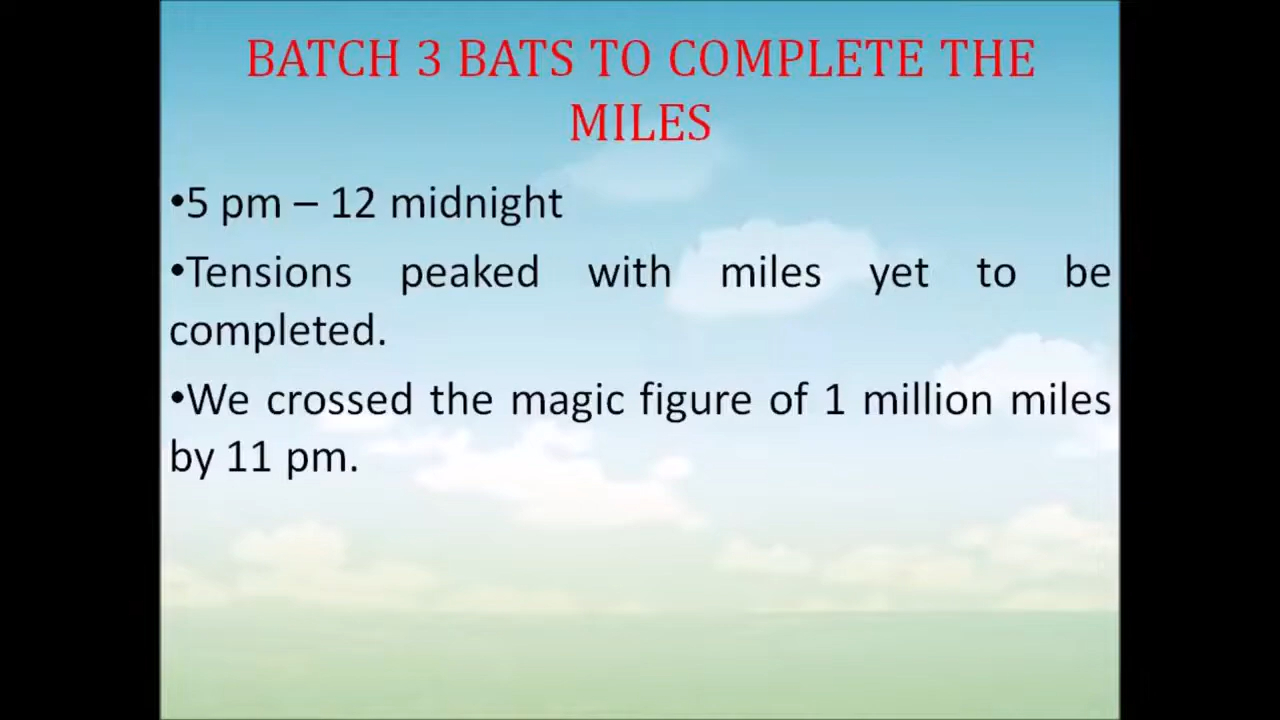 BATCH 3 BATS TO COMPLETE THE
MILES
•5 pm – 12 midnight
•Tensions peaked with miles yet to be
completed.
•We crossed the magic figure of 1 million miles
by 11 pm.